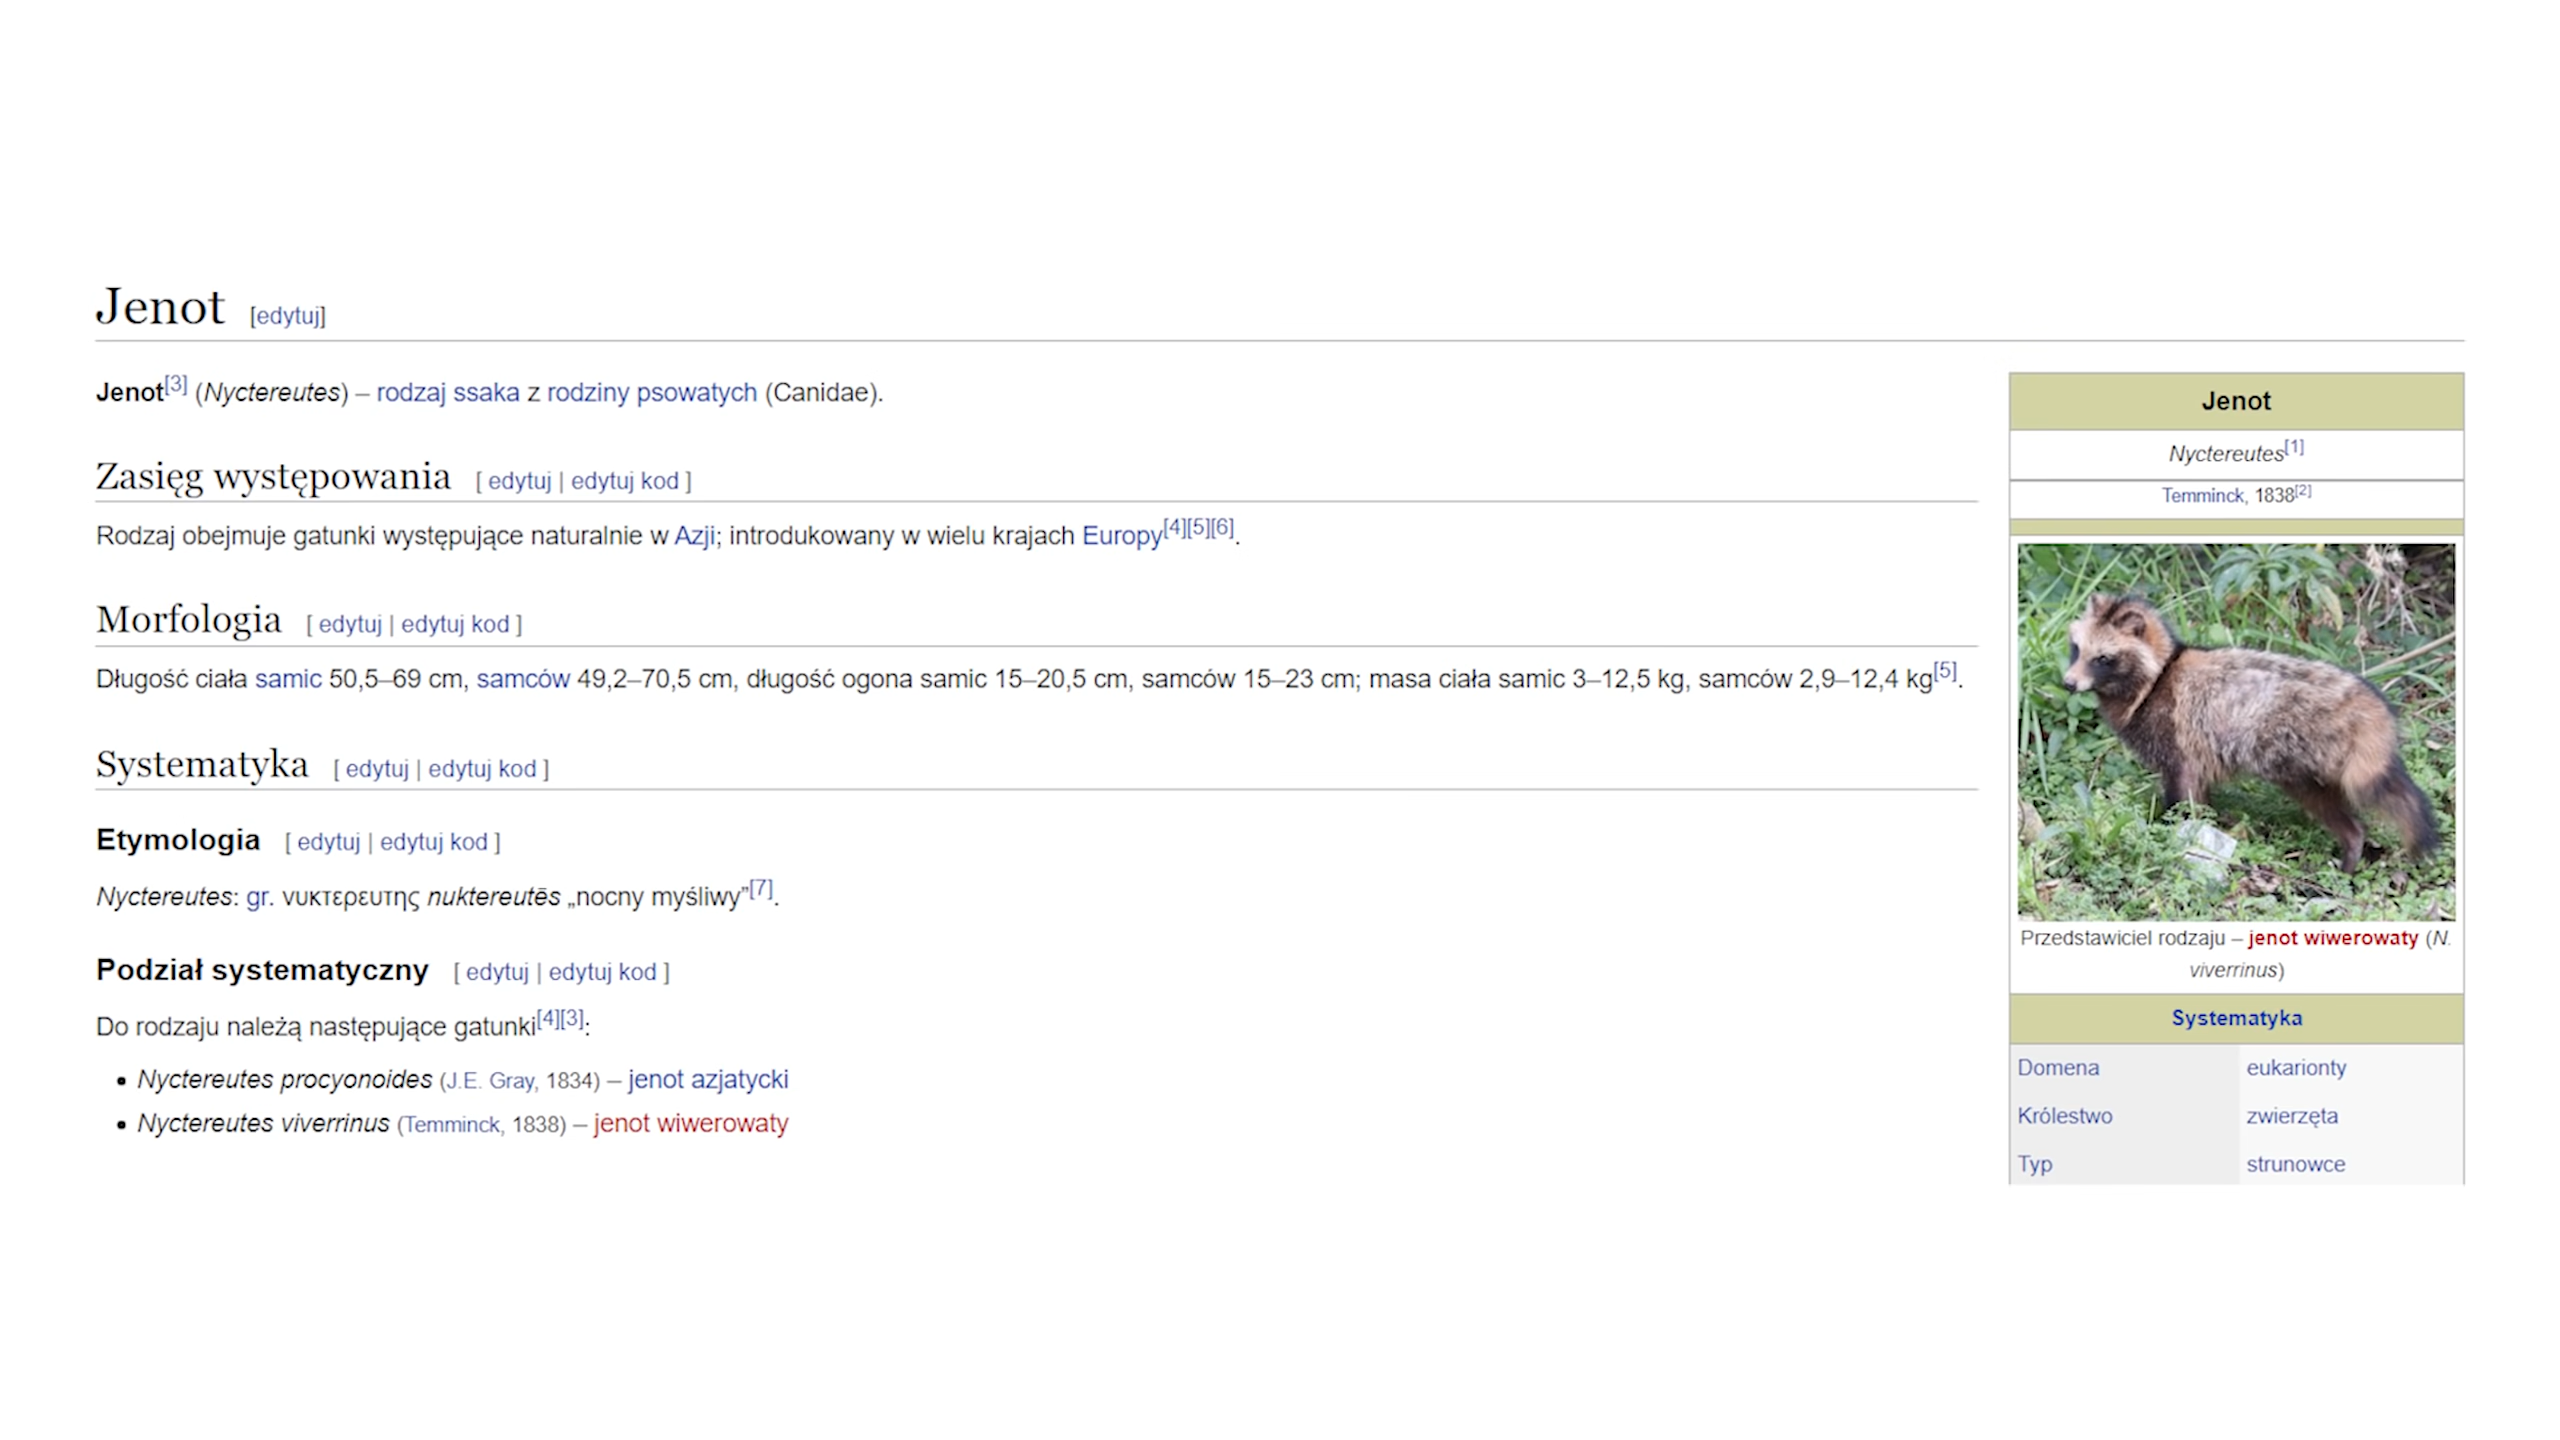 Jenot [edytuj]
Jenot[3] (Nyctereutes) – rodzaj ssaka z rodziny psowatych (Canidae).
Zasięg występowania [ edytuj | edytuj kod ]
Rodzaj obejmuje gatunki występujące naturalnie w Azji; introdukowany w wielu krajach Europy[4][5][6].
Morfologia [ edytuj | edytuj kod ]
Długość ciała samic 50,5–69 cm, samców 49,2–70,5 cm, długość ogona samic 15–20,5 cm, samców 15–23 cm; masa ciała samic 3–12,5 kg, samców 2,9–12,4 kg[5].
Systematyka [ edytuj | edytuj kod ]
Etymologia [ edytuj | edytuj kod ]
Nyctereutes: gr. νυκτερευτης nuktereutēs „nocny myśliwy”[7].
Podział systematyczny [ edytuj | edytuj kod ]
Do rodzaju należą następujące gatunki[4][3]:
• Nyctereutes procyonoides (J.E. Gray, 1834) – jenot azjatycki
• Nyctereutes viverrinus (Temminck, 1838) – jenot wiwerowaty
Jenot
Nyctereutes[1]
Temminck, 1838[2]
Przedstawiciel rodzaju – jenot wiwerowaty (N.
viverrinus)
Systematyka
Domena eukarionty
Królestwo zwierzęta
Typ strunowce